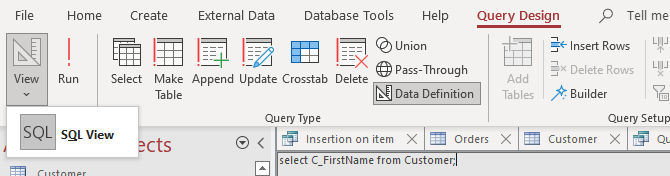 File Home Create External Data Database Tools Help Query Design Tell me
View Run Select Make Table Append Update Crosstab Delete
Union
Pass-Through
Data Definition
Add Tables
Insert Rows
Delete Rows
Builder
Query Type Query Setup
SQL SQL View
Insertion on item Orders Customer
select C_FirstName from Customer;
Customer